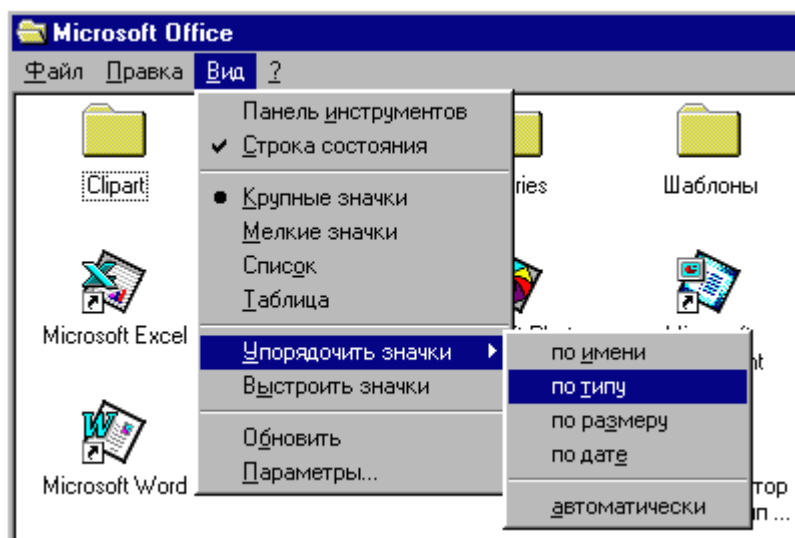 Microsoft Office
Файл Правка Вид ?
Панель инструментов
Строка состояния
Крупные значки
Мелкие значки
Список
Таблица
Упорядочить значки
Выстроить значки
Обновить
Параметры...
по имени
по типу
по размеру
по дате
автоматически
Clipart
ries
Шаблоны
Microsoft Excel
Microsoft Word